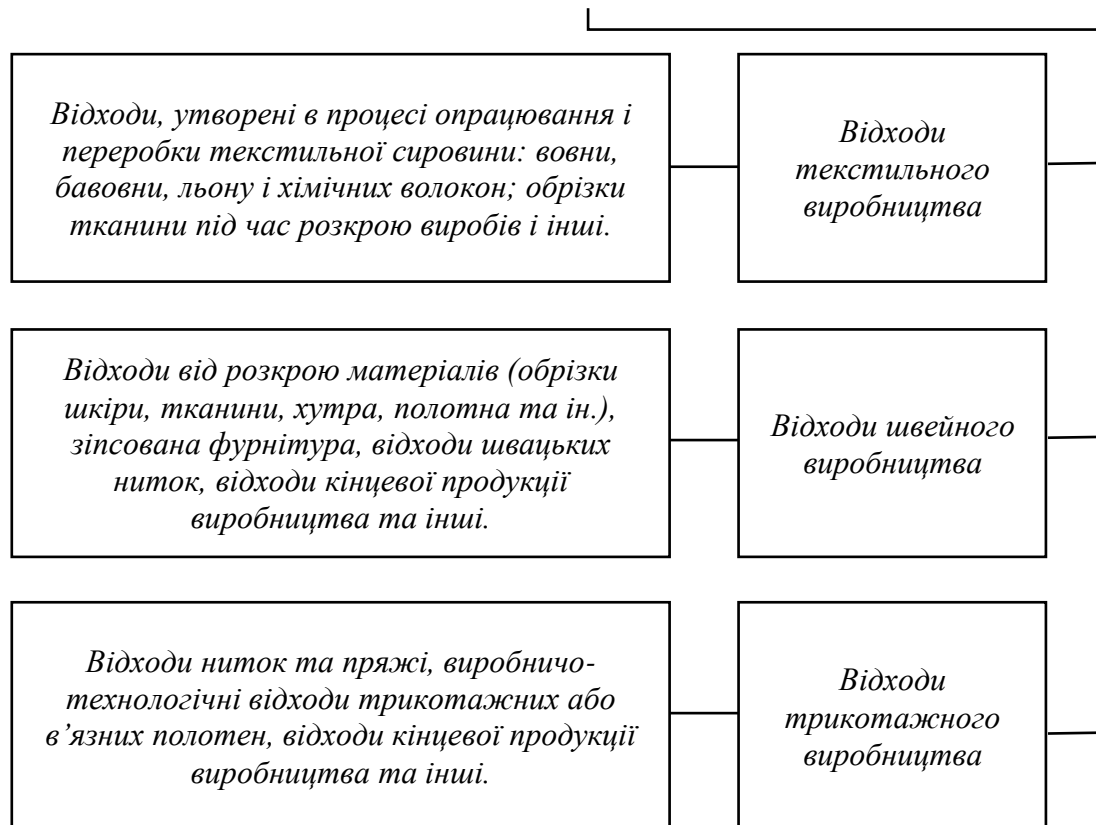 Відходи, утворені в процесі опрацювання і
переробки текстильної сировини: вовни,
бавовни, льону і хімічних волокон; обрізки
тканини під час розкрою виробів і інші.
Відходи
текстильного
виробництва
Відходи від розкрою матеріалів (обрізки
шкіри, тканини, хутра, полотна та ін.),
зіпсована фурнітура, відходи швацьких
ниток, відходи кінцевої продукції
виробництва та інші.
Відходи швейного
виробництва
Відходи ниток та пряжі, виробничо-
технологічні відходи трикотажних або
в’язних полотен, відходи кінцевої продукції
виробництва та інші.
Відходи
трикотажного
виробництва